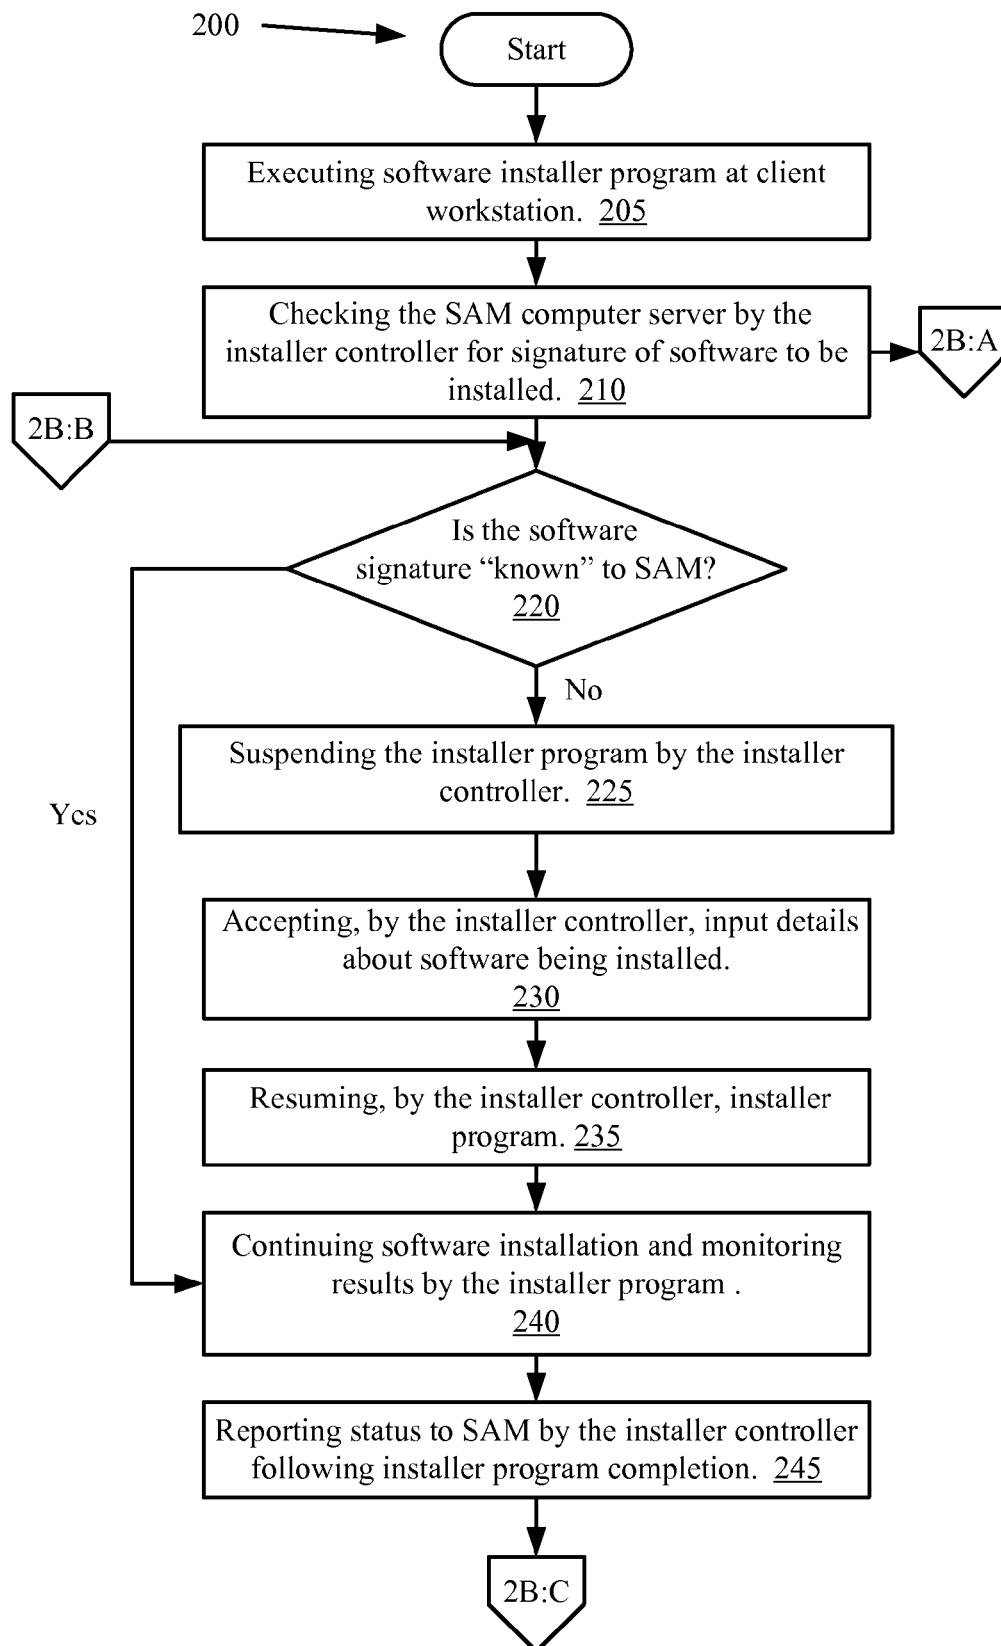 200
Start
Executing software installer program at client
workstation. 205
Checking the SAM computer server by the
installer controller for signature of software to be
installed. 210
2B:A
2B:B
Is the software
signature “known” to SAM?
220
No
Suspending the installer program by the installer
controller. 225
Yes
Accepting, by the installer controller, input details
about software being installed.
230
Resuming, by the installer controller, installer
program. 235
Continuing software installation and monitoring
results by the installer program .
240
Reporting status to SAM by the installer controller
following installer program completion. 245
2B:C